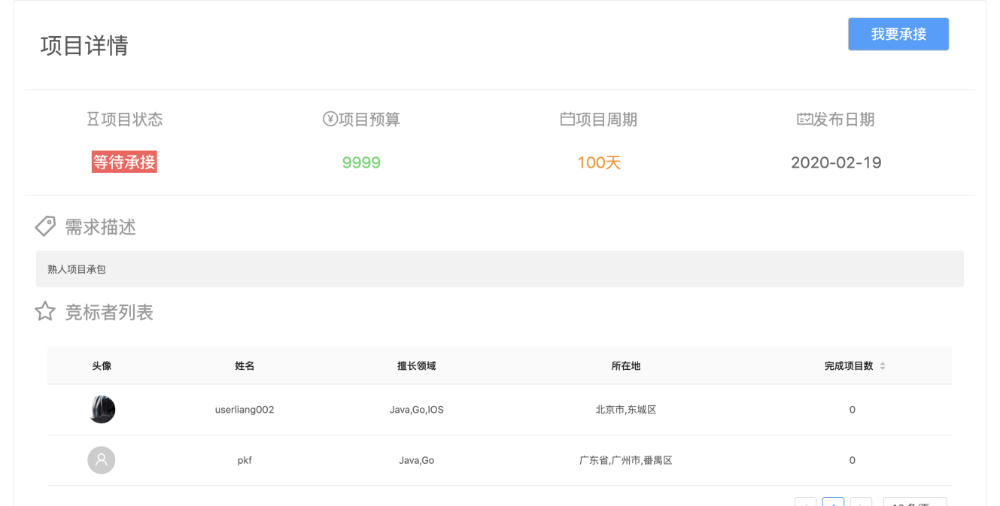 项目详情
我要承接
项目状态 项目预算 项目周期 发布日期
等待承接 9999 100天 2020-02-19
需求描述
熟人项目承包
竞标者列表
头像 姓名 擅长领域 所在地 完成项目数
userliang002 Java,Go,IOS 北京市,东城区 0
pkf Java,Go 广东省,广州市,番禺区 0